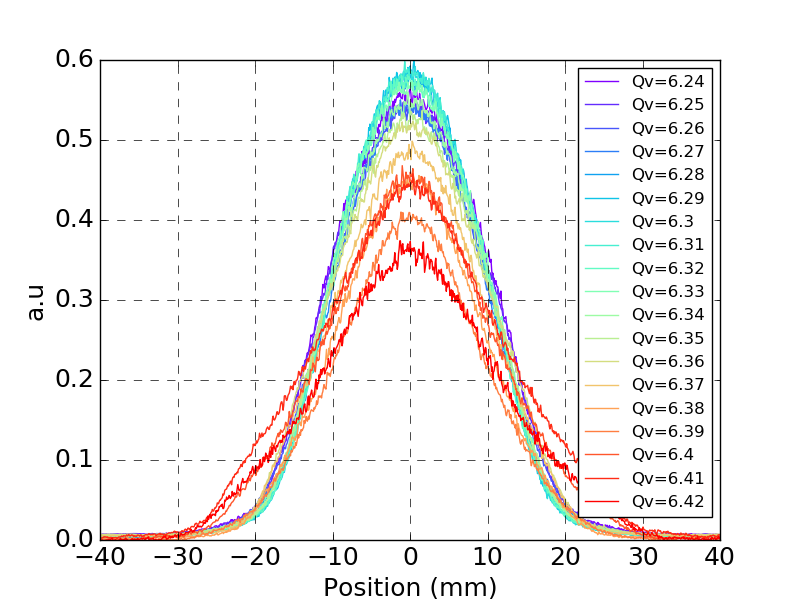 0.6
0.5
0.4
0.3
0.2
0.1
0.0
a.u
−40
−30
−20
−10
0
10
20
30
40
Position (mm)
Qv=6.24
Qv=6.25
Qv=6.26
Qv=6.27
Qv=6.28
Qv=6.29
Qv=6.3
Qv=6.31
Qv=6.32
Qv=6.33
Qv=6.34
Qv=6.35
Qv=6.36
Qv=6.37
Qv=6.38
Qv=6.39
Qv=6.4
Qv=6.41
Qv=6.42